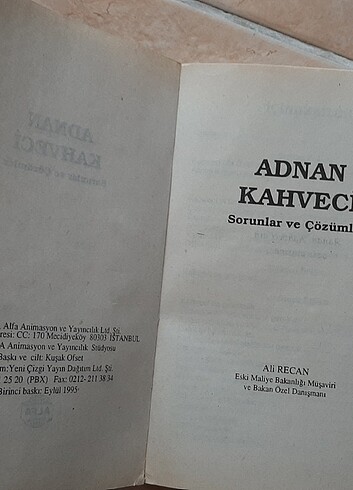 Alfa Animasyon ve Yayıncılık Ltd. Şti.
CC: 170 Mecidiyeköy 80303 İSTANBUL
Animasyon ve Yayıncılık Stüdyosu
Baskı ve cilt: Kuşak Ofset
Yeni Çizgi Yayın Dağıtım Ltd. Şti.
25 20 (PBX) Fax: 0212-211 38 34
Birinci baskı: Eylül 1995
ADNAN
KAHVECİ
Sorunlar ve Çözüml
Ali RECAN
Eski Maliye Bakanlığı Müşaviri
ve Bakan Özel Danışmanı